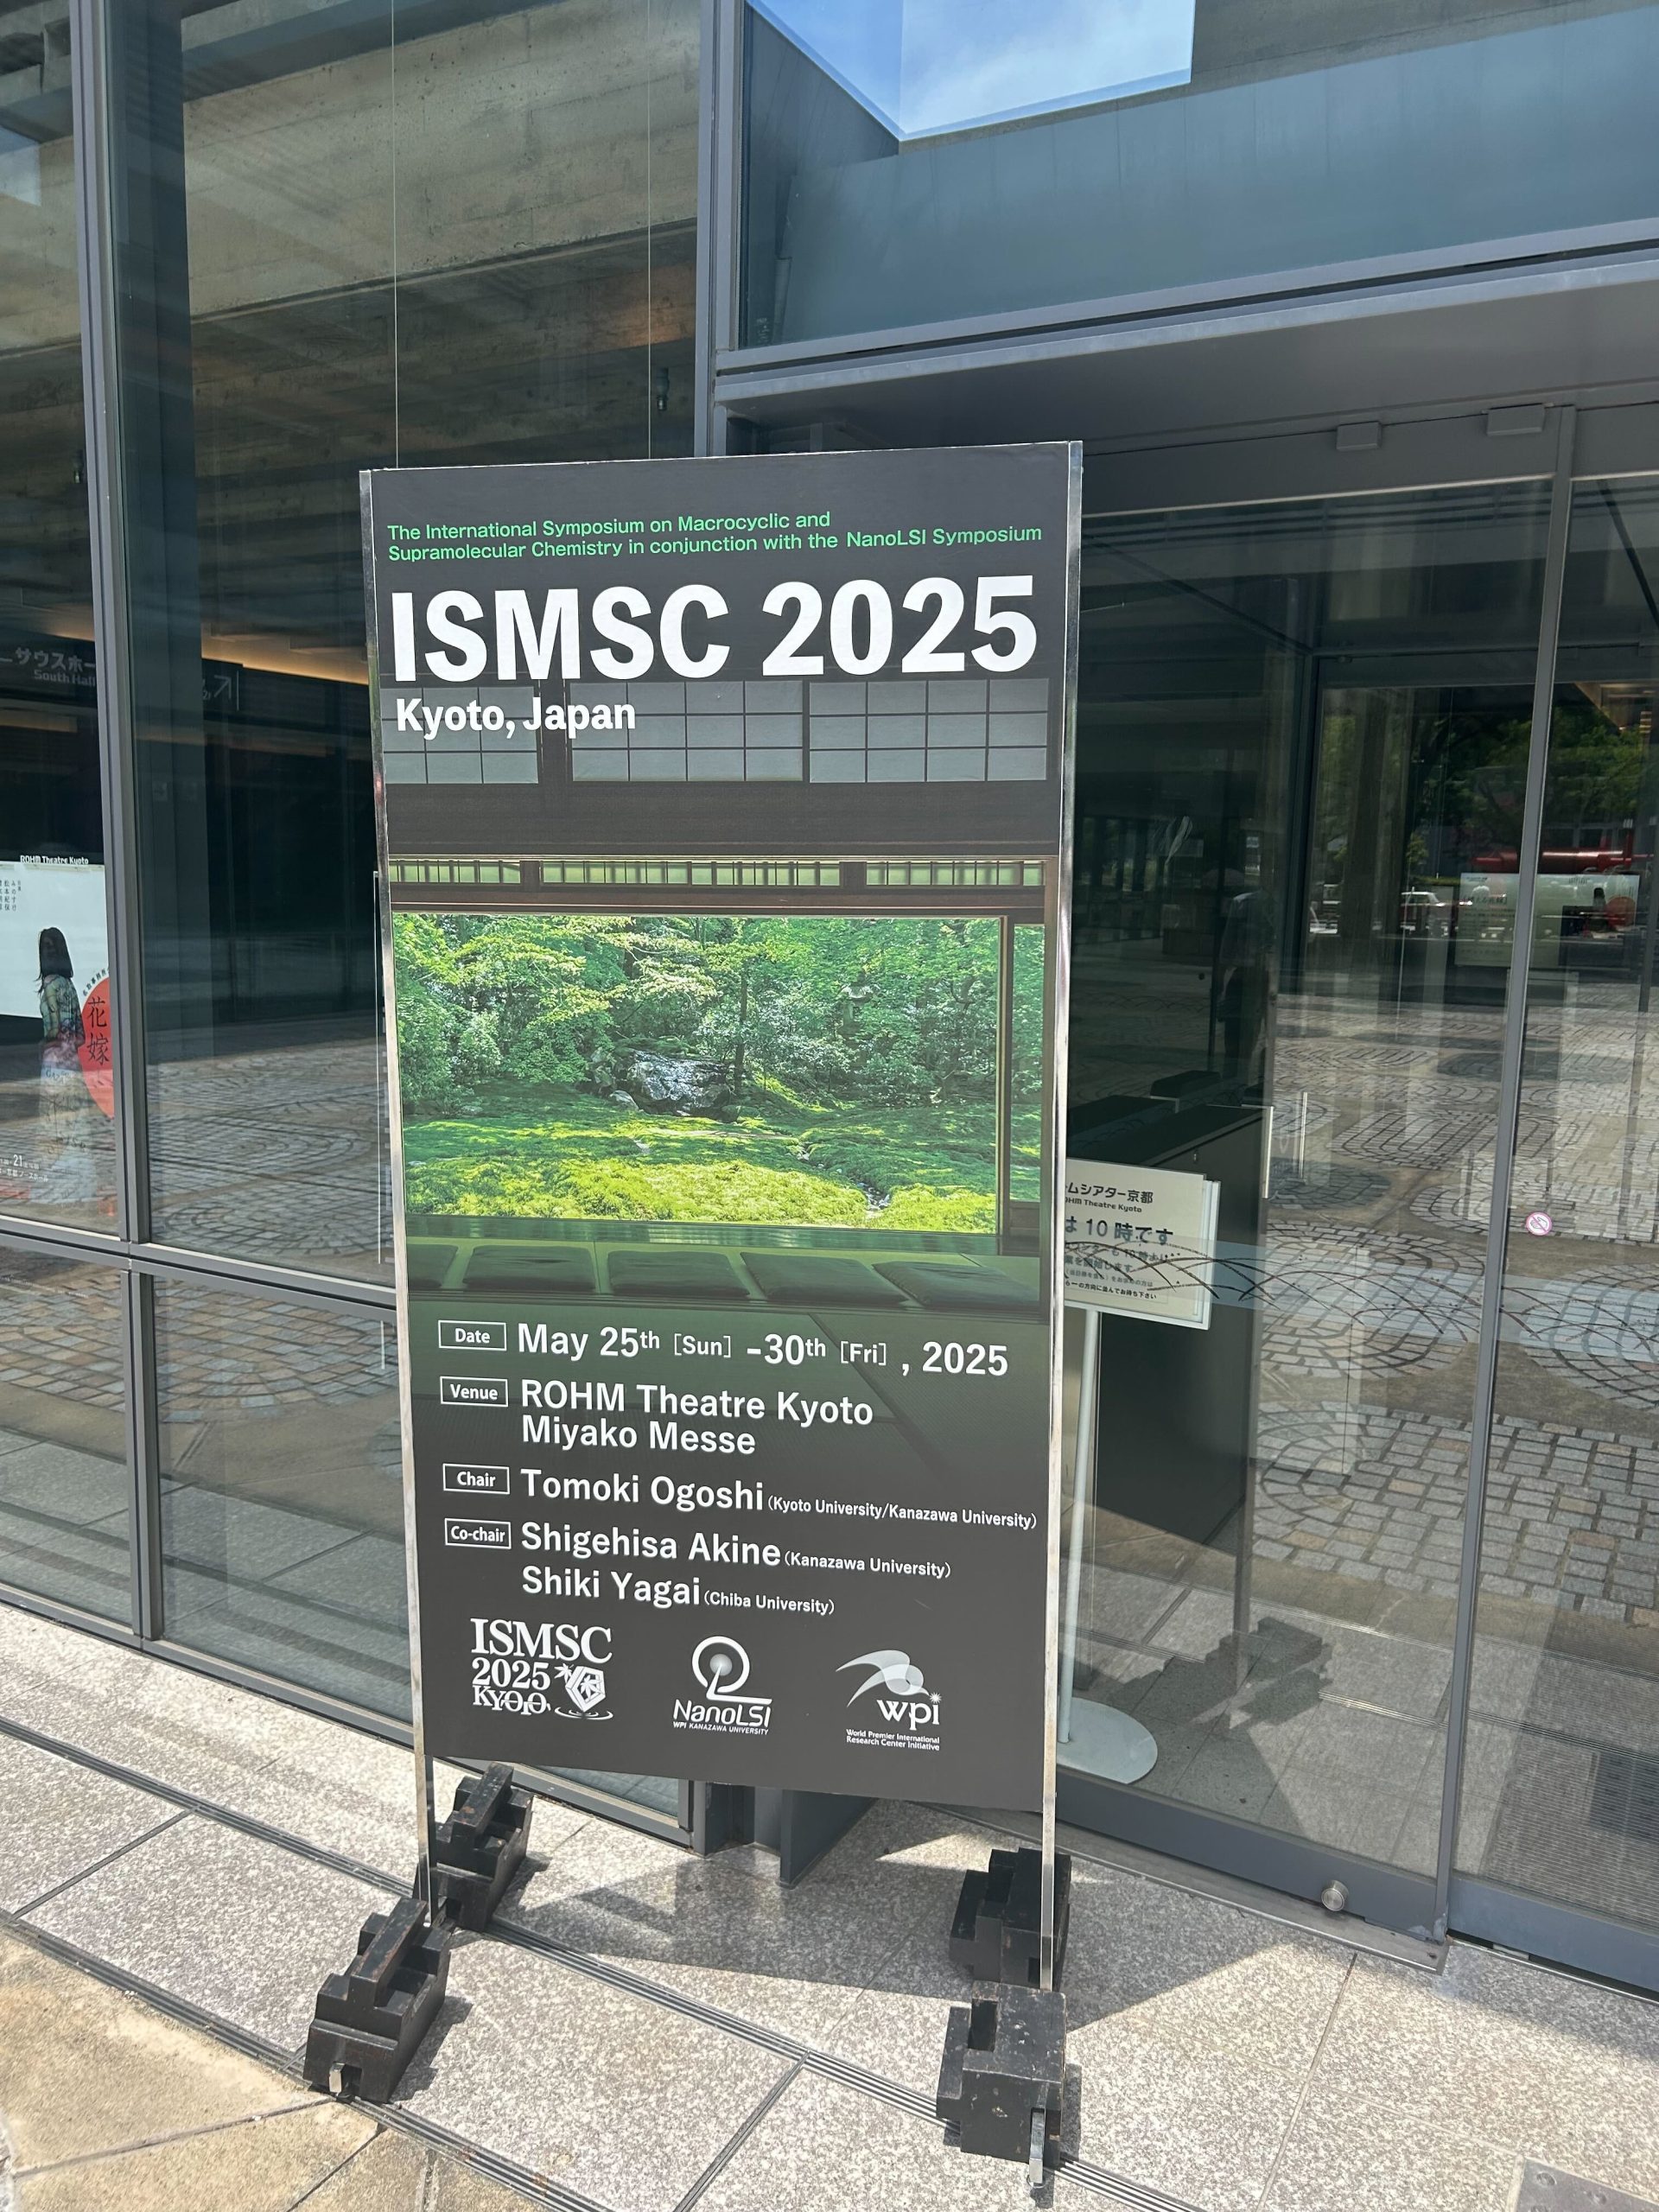 The International Symposium on Macrocyclic and
Supramolecular Chemistry in conjunction with the NanoLSI Symposium
ISMSC 2025
Kyoto, Japan
Date May 25th [Sun] -30th [Fri] , 2025
Venue ROHM Theatre Kyoto
Miyako Messe
Chair Tomoki Ogoshi (Kyoto University/Kanazawa University)
Co-chair Shigehisa Akine (Kanazawa University)
Shiki Yagai (Chiba University)
ISMSC
2025
KYOTO
NanoLSI
WPI KANAZAWA UNIVERSITY
wpi
World Premier International
Research Center Initiative
サウスホー
South Hall
ROHM Theatre Kyoto
花嫁
21
ムシアター京都
OHM Theatre Kyoto
は 10 時です